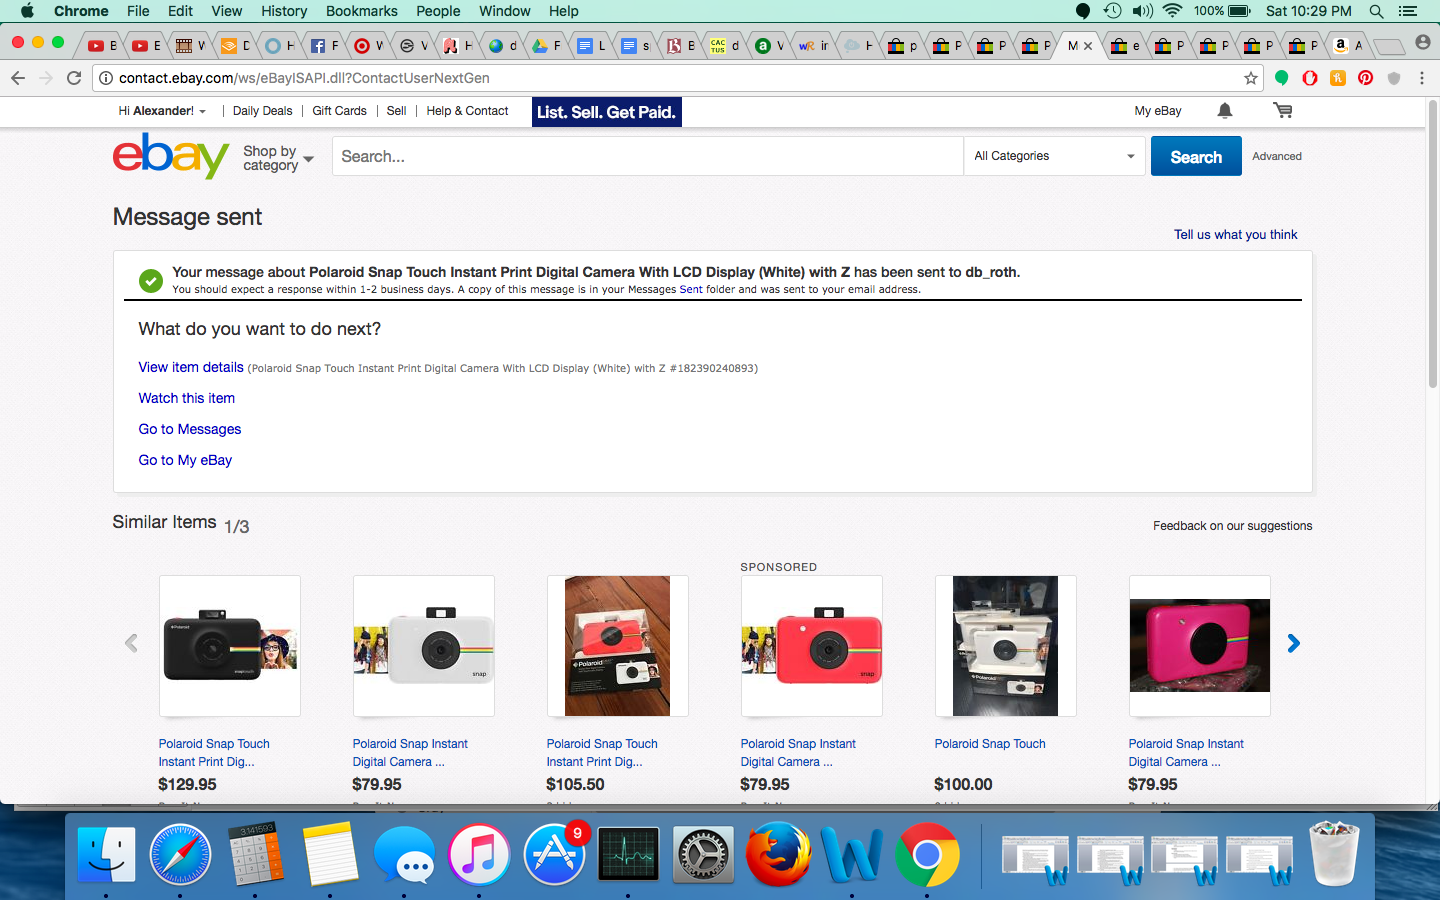 Chrome File Edit View History Bookmarks People Window Help 100% Sat 10:29 PM
contact.ebay.com/ws/eBayISAPI.dll?ContactUserNextGen
Hi Alexander! Daily Deals Gift Cards Sell Help & Contact List. Sell. Get Paid. My eBay
ebay Shop by category Search... All Categories Search Advanced
Message sent
Tell us what you think
Your message about Polaroid Snap Touch Instant Print Digital Camera With LCD Display (White) with Z has been sent to db_roth.
You should expect a response within 1-2 business days. A copy of this message is in your Messages Sent folder and was sent to your email address.
What do you want to do next?
View item details (Polaroid Snap Touch Instant Print Digital Camera With LCD Display (White) with Z #182390240893)
Watch this item
Go to Messages
Go to My eBay
Similar Items 1/3
Feedback on our suggestions
SPONSORED
Polaroid Snap Touch Instant Print Dig...
$129.95
Polaroid Snap Instant Digital Camera ...
$79.95
Polaroid Snap Touch Instant Print Dig...
$105.50
Polaroid Snap Instant Digital Camera ...
$79.95
Polaroid Snap Touch
$100.00
Polaroid Snap Instant Digital Camera ...
$79.95
3.141593
9